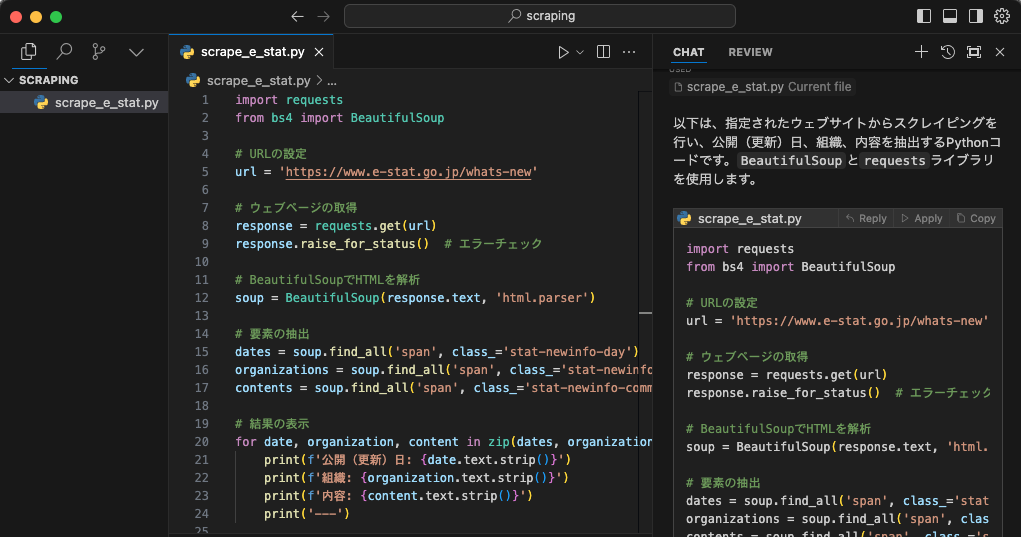 scraping
SCRAPING
scrape_e_stat.py
scrape_e_stat.py
scrape_e_stat.py > ...
1 import requests
2 from bs4 import BeautifulSoup
3
4 # URLの設定
5 url = 'https://www.e-stat.go.jp/whats-new'
6
7 # ウェブページの取得
8 response = requests.get(url)
9 response.raise_for_status()  # エラーチェック
10
11 # BeautifulSoupでHTMLを解析
12 soup = BeautifulSoup(response.text, 'html.parser')
13
14 # 要素の抽出
15 dates = soup.find_all('span', class_='stat-newinfo-day')
16 organizations = soup.find_all('span', class_='stat-newinfo
17 contents = soup.find_all('span', class_='stat-newinfo-comm
18
19 # 結果の表示
20 for date, organization, content in zip(dates, organization
21     print(f'公開（更新）日: {date.text.strip()}')
22     print(f'組織: {organization.text.strip()}')
23     print(f'内容: {content.text.strip()}')
24     print('---')
25
CHAT REVIEW
USED
scrape_e_stat.py Current file
以下は、指定されたウェブサイトからスクレイピングを
行い、公開（更新）日、組織、内容を抽出するPythonコ
ードです。BeautifulSoupとrequestsライブラリ
を使用します。
scrape_e_stat.py Reply Apply Copy
import requests
from bs4 import BeautifulSoup
# URLの設定
url = 'https://www.e-stat.go.jp/whats-new'
# ウェブページの取得
response = requests.get(url)
response.raise_for_status()  # エラーチェック
# BeautifulSoupでHTMLを解析
soup = BeautifulSoup(response.text, 'html.
# 要素の抽出
dates = soup.find_all('span', class_='stat
organizations = soup.find_all('span', clas
contents = soup.find_all('span', class_='s